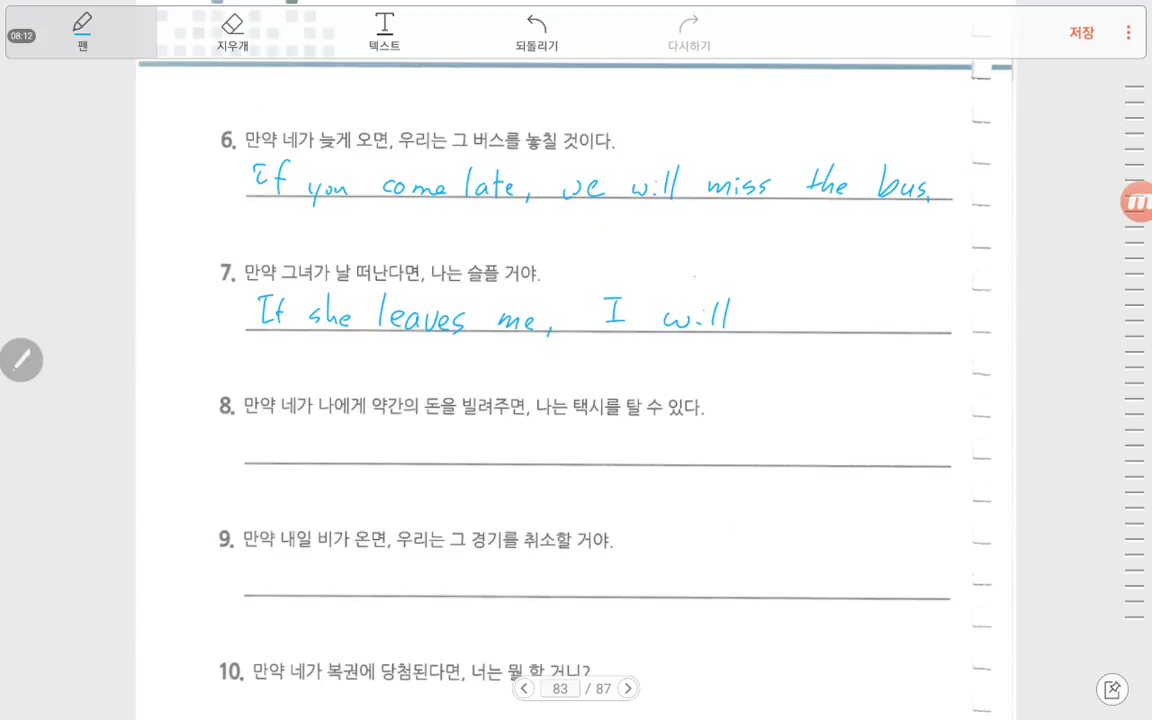 08:12
펜
지우개
텍스트
되돌리기
다시하기
저장
6. 만약 네가 늦게 오면, 우리는 그 버스를 놓칠 것이다.
If you come late, we will miss the bus.
7. 만약 그녀가 날 떠난다면, 나는 슬플 거야.
If she leaves me, I will
8. 만약 네가 나에게 약간의 돈을 빌려주면, 나는 택시를 탈 수 있다.
9. 만약 내일 비가 온면, 우리는 그 경기를 취소할 거야.
10. 만약 네가 복권에 당첨된다면, 너는 뭘 할 거니?
83 / 87